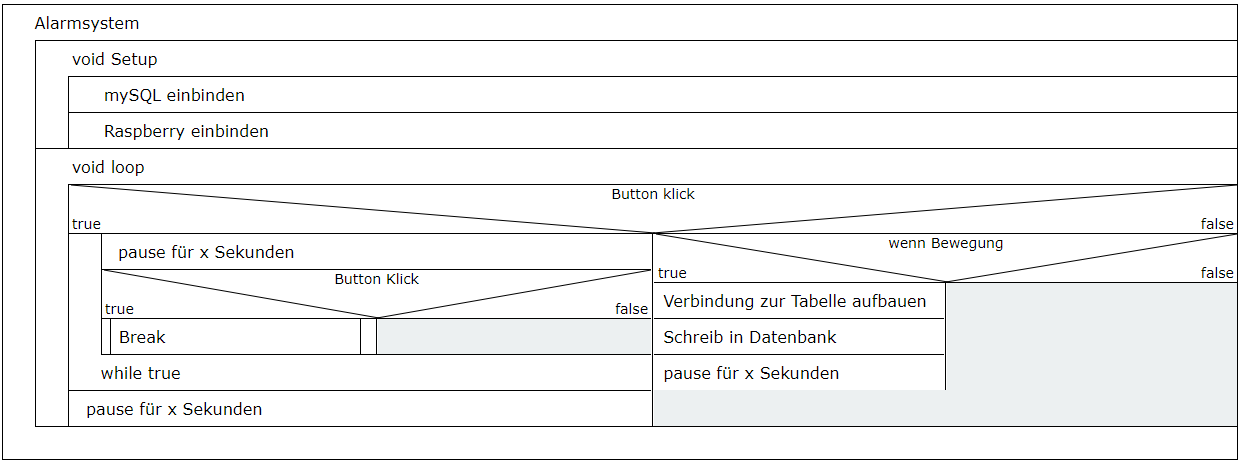 Alarmsystem
void Setup
mySQL einbinden
Raspberry einbinden
void loop
Button klick
true
false
pause für x Sekunden
Button Klick
true
false
Break
while true
pause für x Sekunden
wenn Bewegung
true
false
Verbindung zur Tabelle aufbauen
Schreib in Datenbank
pause für x Sekunden